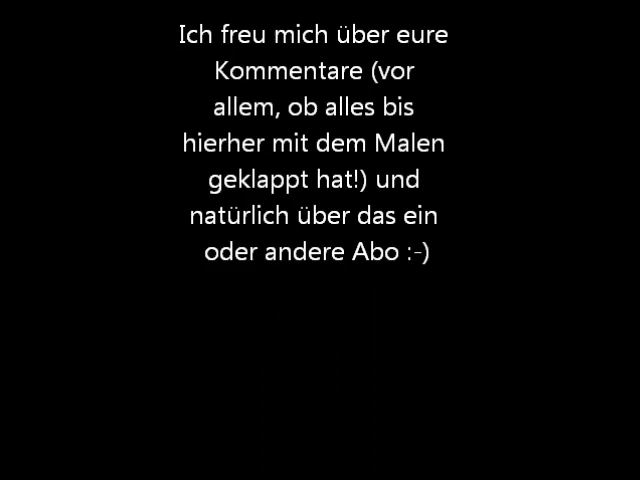 Ich freu mich über eure
Kommentare (vor
allem, ob alles bis
hierher mit dem Malen
geklappt hat!) und
natürlich über das ein
oder andere Abo :-)